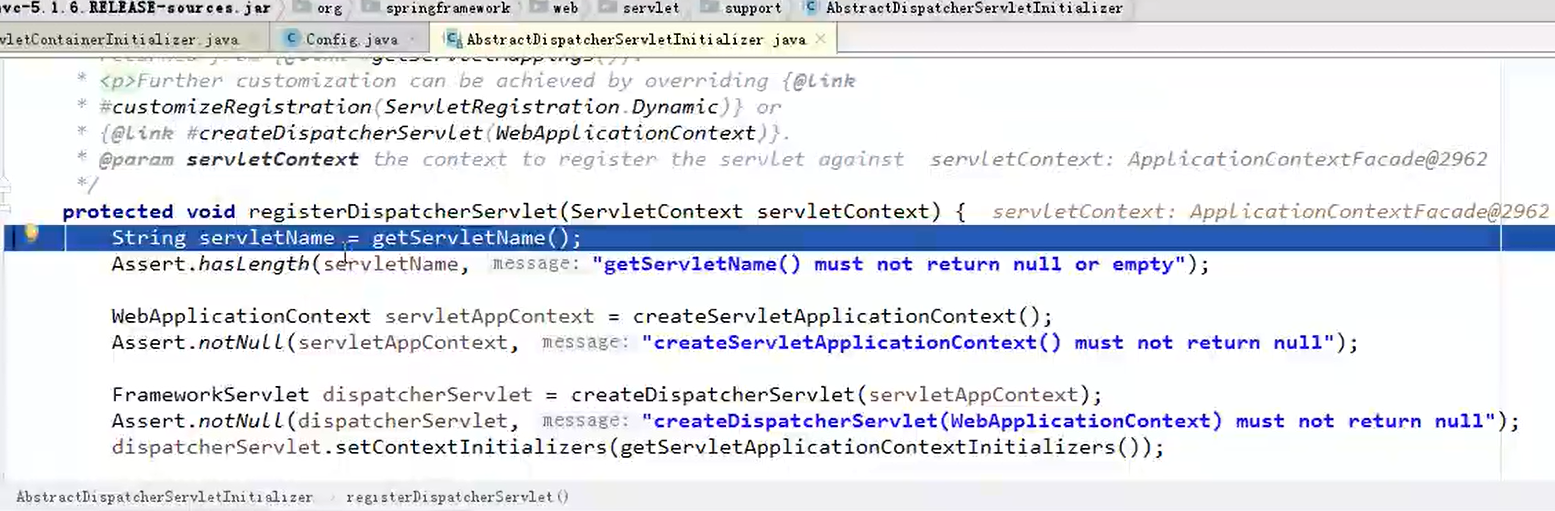 vc-5.1.6.RELEASE-sources.jar org springframework web servlet support AbstractDispatcherServletInitializer
vletContainerInitializer.java Config.java AbstractDispatcherServletInitializer.java
* <p>Further customization can be achieved by overriding {@link
* #customizeRegistration(ServletRegistration.Dynamic)} or
* {@link #createDispatcherServlet(WebApplicationContext)}.
* @param servletContext the context to register the servlet against servletContext: ApplicationContextFacade@2962
*/
protected void registerDispatcherServlet(ServletContext servletContext) { servletContext: ApplicationContextFacade@2962
String servletName = getServletName();
Assert.hasLength(servletName, message: "getServletName() must not return null or empty");
WebApplicationContext servletAppContext = createServletApplicationContext();
Assert.notNull(servletAppContext, message: "createServletApplicationContext() must not return null");
FrameworkServlet dispatcherServlet = createDispatcherServlet(servletAppContext);
Assert.notNull(dispatcherServlet, message: "createDispatcherServlet(WebApplicationContext) must not return null");
dispatcherServlet.setContextInitializers(getServletApplicationContextInitializers());
AbstractDispatcherServletInitializer registerDispatcherServlet()